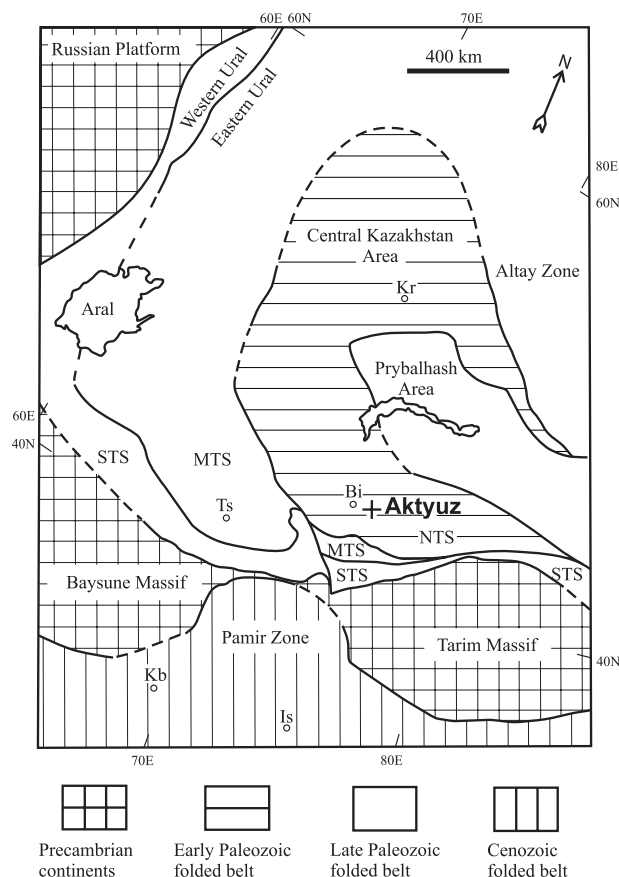 60E 60N
70E
Russian Platform
400 km
N
Western Ural
Eastern Ural
80E
60N
Central Kazakhstan
Area
Altay Zone
Kr
Aral
Prybalhash
Area
60E
40N
STS
MTS
Bi
Aktyuz
Ts
NTS
MTS
STS
STS
Baysune Massif
Pamir Zone
Tarim Massif
40N
Kb
Is
70E
80E
Precambrian
continents
Early Paleozoic
folded belt
Late Paleozoic
folded belt
Cenozoic
folded belt